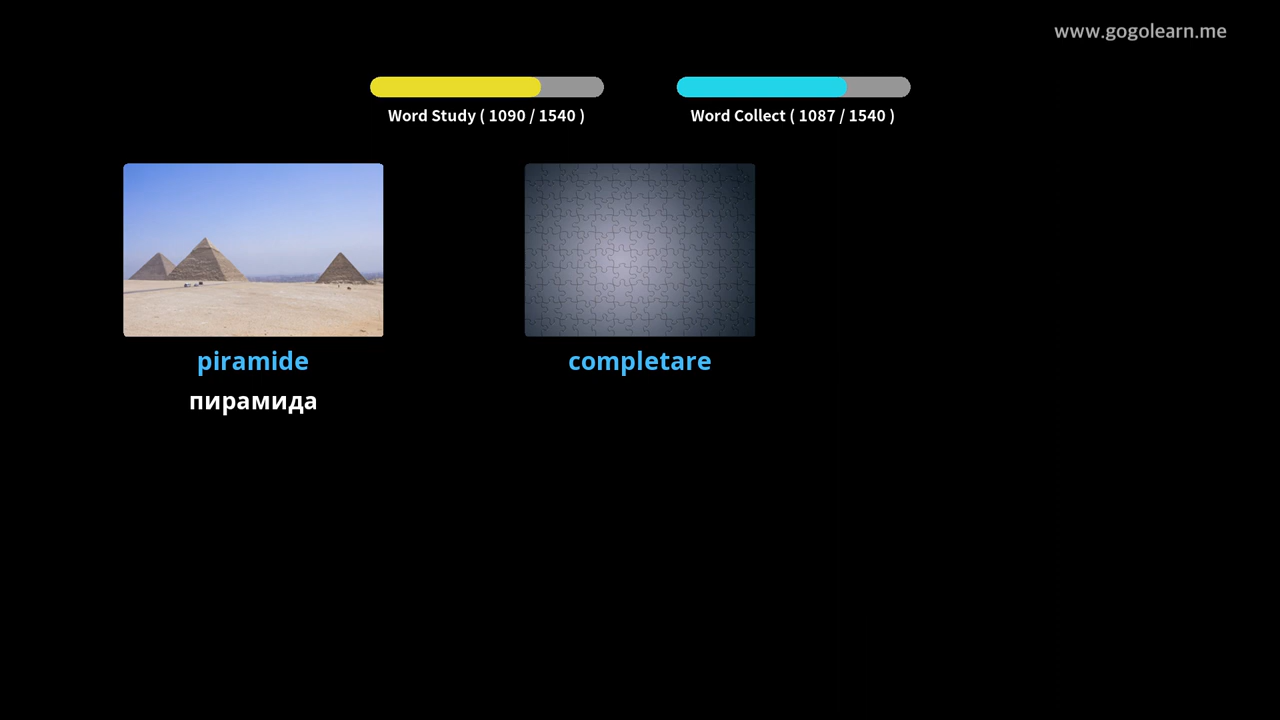 www.gogolearn.me
Word Study ( 1090 / 1540 )
Word Collect ( 1087 / 1540 )
piramide
completare
пирамида